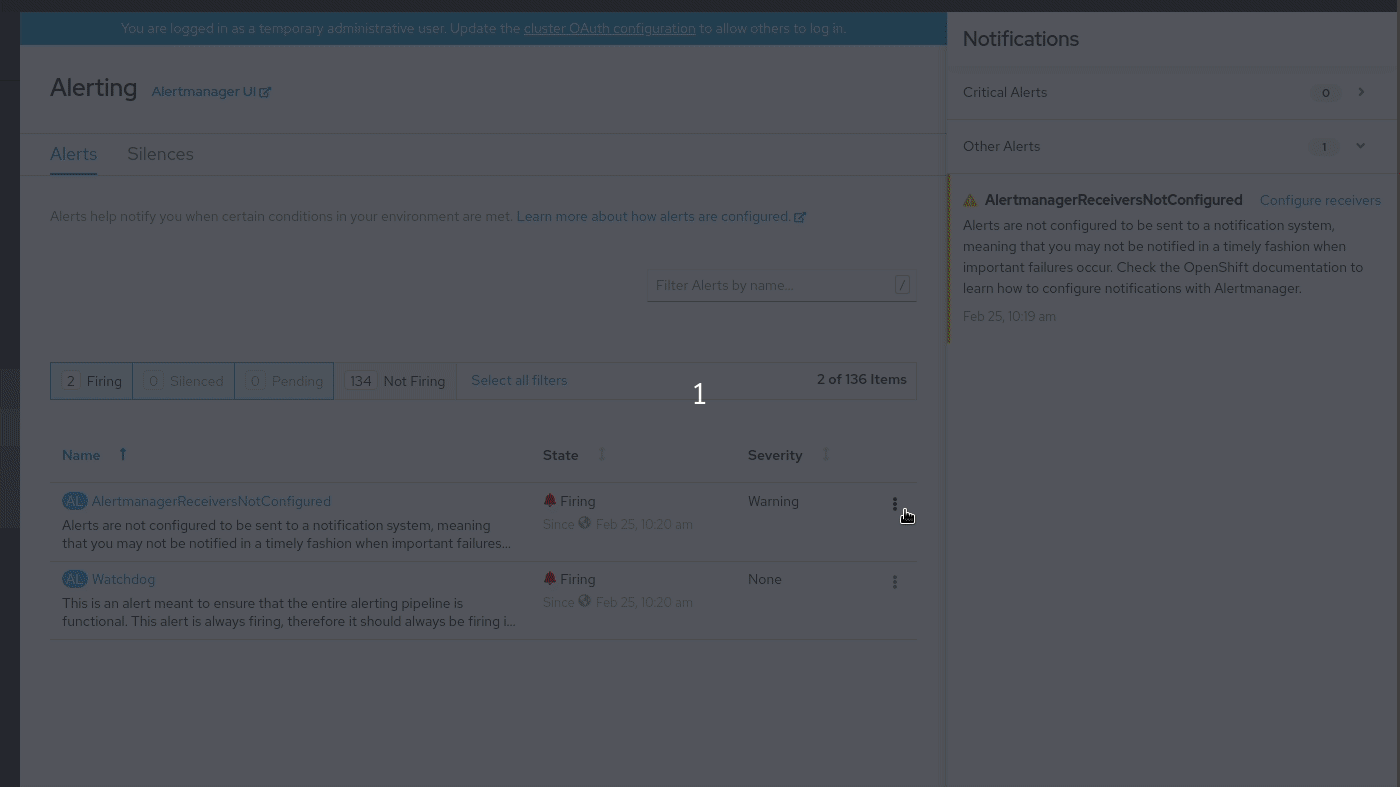 You are logged in as a temporary administrative user. Update the cluster OAuth configuration to allow others to log in.
Notifications
Alerting
Alertmanager UI
Critical Alerts
0
Other Alerts
1
Alerts
Silences
AlertmanagerReceiversNotConfigured
Configure receivers
Alerts are not configured to be sent to a notification system,
meaning that you may not be notified in a timely fashion when
important failures occur. Check the OpenShift documentation to
learn how to configure notifications with Alertmanager.
Feb 25, 10:19 am
Alerts help notify you when certain conditions in your environment are met. Learn more about how alerts are configured.
Filter Alerts by name...
/
2 Firing
0 Silenced
0 Pending
134 Not Firing
Select all filters
2 of 136 Items
1
Name
State
Severity
AL AlertmanagerReceiversNotConfigured
Alerts are not configured to be sent to a notification system, meaning
that you may not be notified in a timely fashion when important failures...
Firing
Since Feb 25, 10:20 am
Warning
AL Watchdog
This is an alert meant to ensure that the entire alerting pipeline is
functional. This alert is always firing, therefore it should always be firing i...
Firing
Since Feb 25, 10:20 am
None